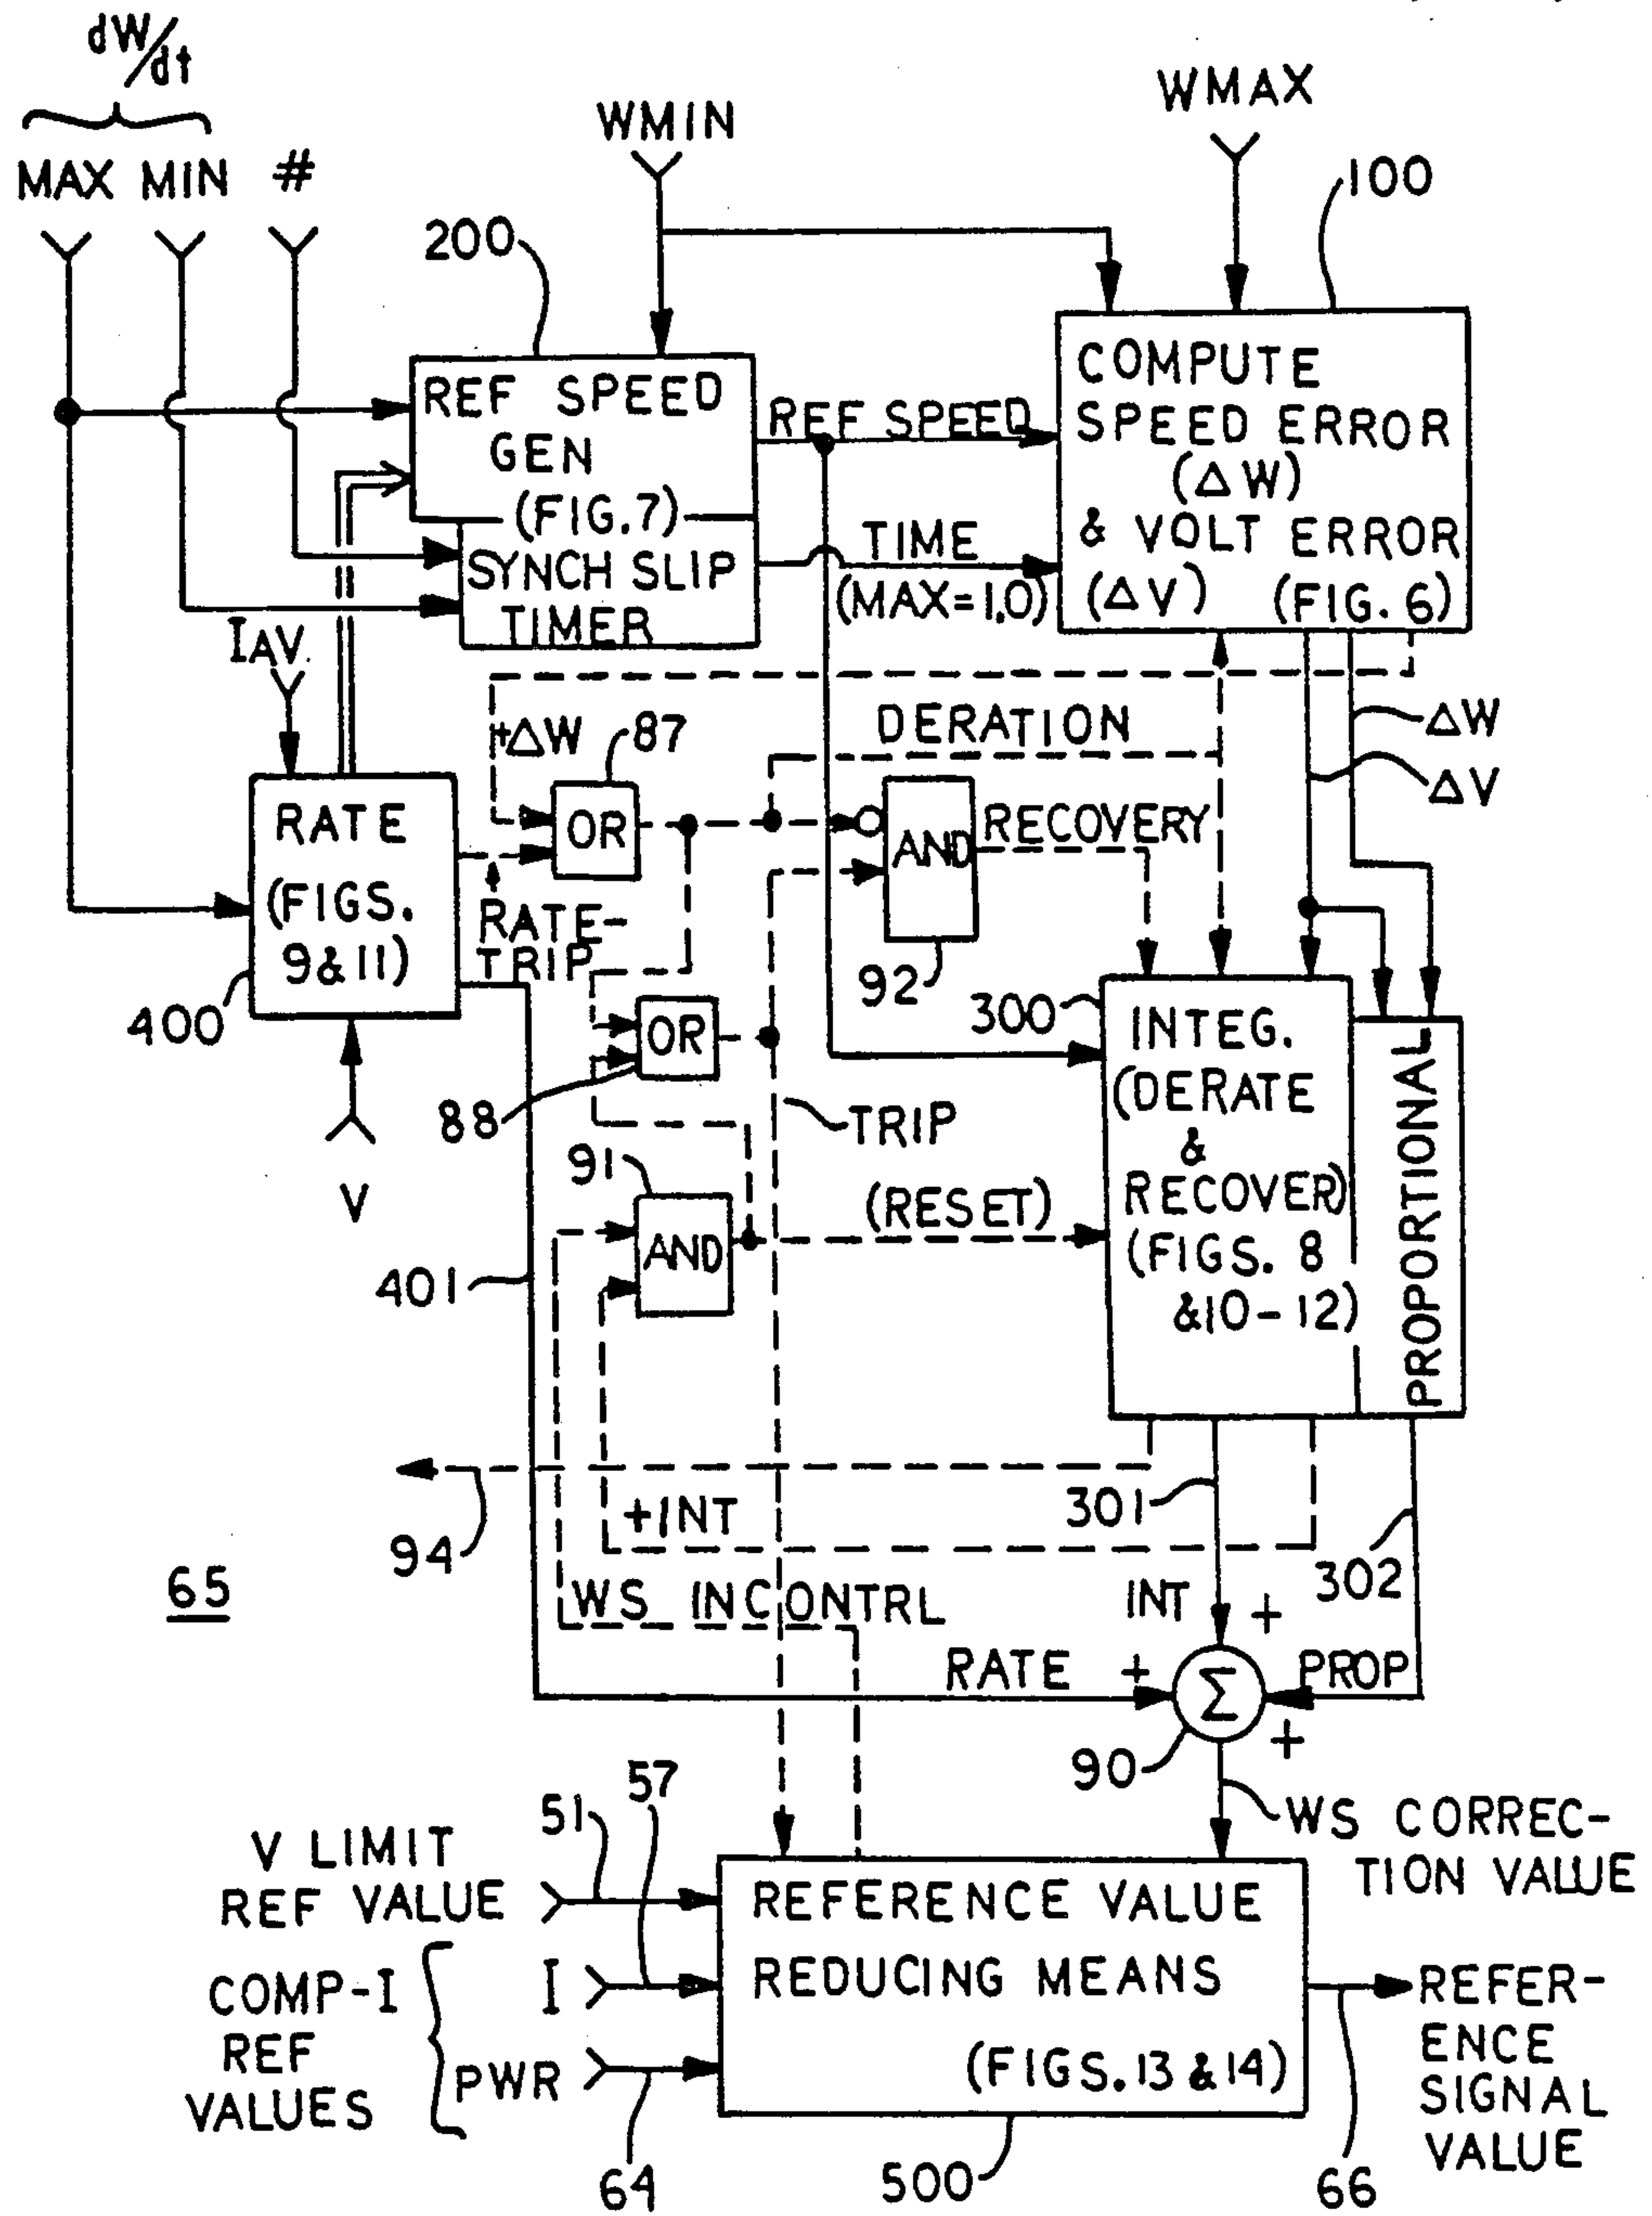 dW/dt
MAX MIN #
WMIN
WMAX
100
200
REF SPEED
GEN
(FIG.7)
SYNCH SLIP
TIMER
REF SPEED
TIME
(MAX=1.0)
COMPUTE
SPEED ERROR
(ΔW)
& VOLT ERROR
(ΔV) (FIG. 6)
IAV
+ΔW
87
DERATION
ΔW
ΔV
RATE
(FIGS.
9&11)
400
V
OR
RATE-
TRIP
AND
RECOVERY
92
OR
88
TRIP
300
INTEG.
(DERATE
&
RECOVER)
(FIGS. 8
&10-12)
PROPORTIONAL
91
AND
(RESET)
401
94
+INT
301
302
65
WS INCONTRL
INT
+
RATE
+
Σ
PROP
+
90
WS CORREC-
TION VALUE
57
51
V LIMIT
REF VALUE
COMP-I
REF
VALUES
I
PWR
64
REFERENCE VALUE
REDUCING MEANS
(FIGS. 13 & 14)
500
66
REFER-
ENCE
SIGNAL
VALUE